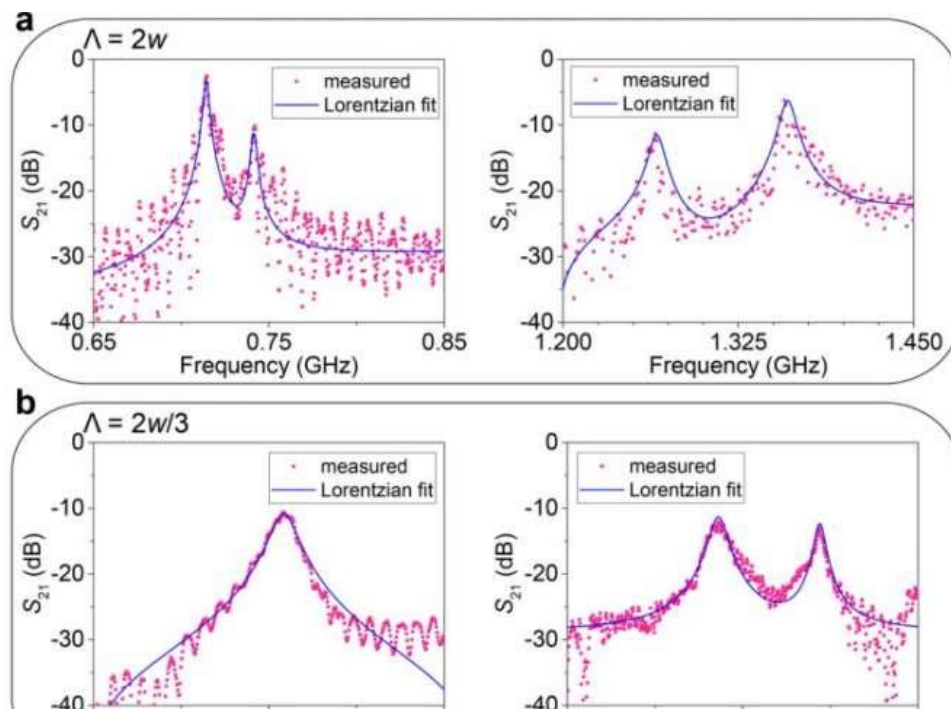 a
Λ = 2w
0
-10
-20
-30
-40
S21 (dB)
measured
Lorentzian fit
0.65
0.75
0.85
Frequency (GHz)
0
-10
-20
-30
-40
S21 (dB)
measured
Lorentzian fit
1.200
1.325
1.450
Frequency (GHz)
b
Λ = 2w/3
0
-10
-20
-30
-40
S21 (dB)
measured
Lorentzian fit
0
-10
-20
-30
-40
S21 (dB)
measured
Lorentzian fit